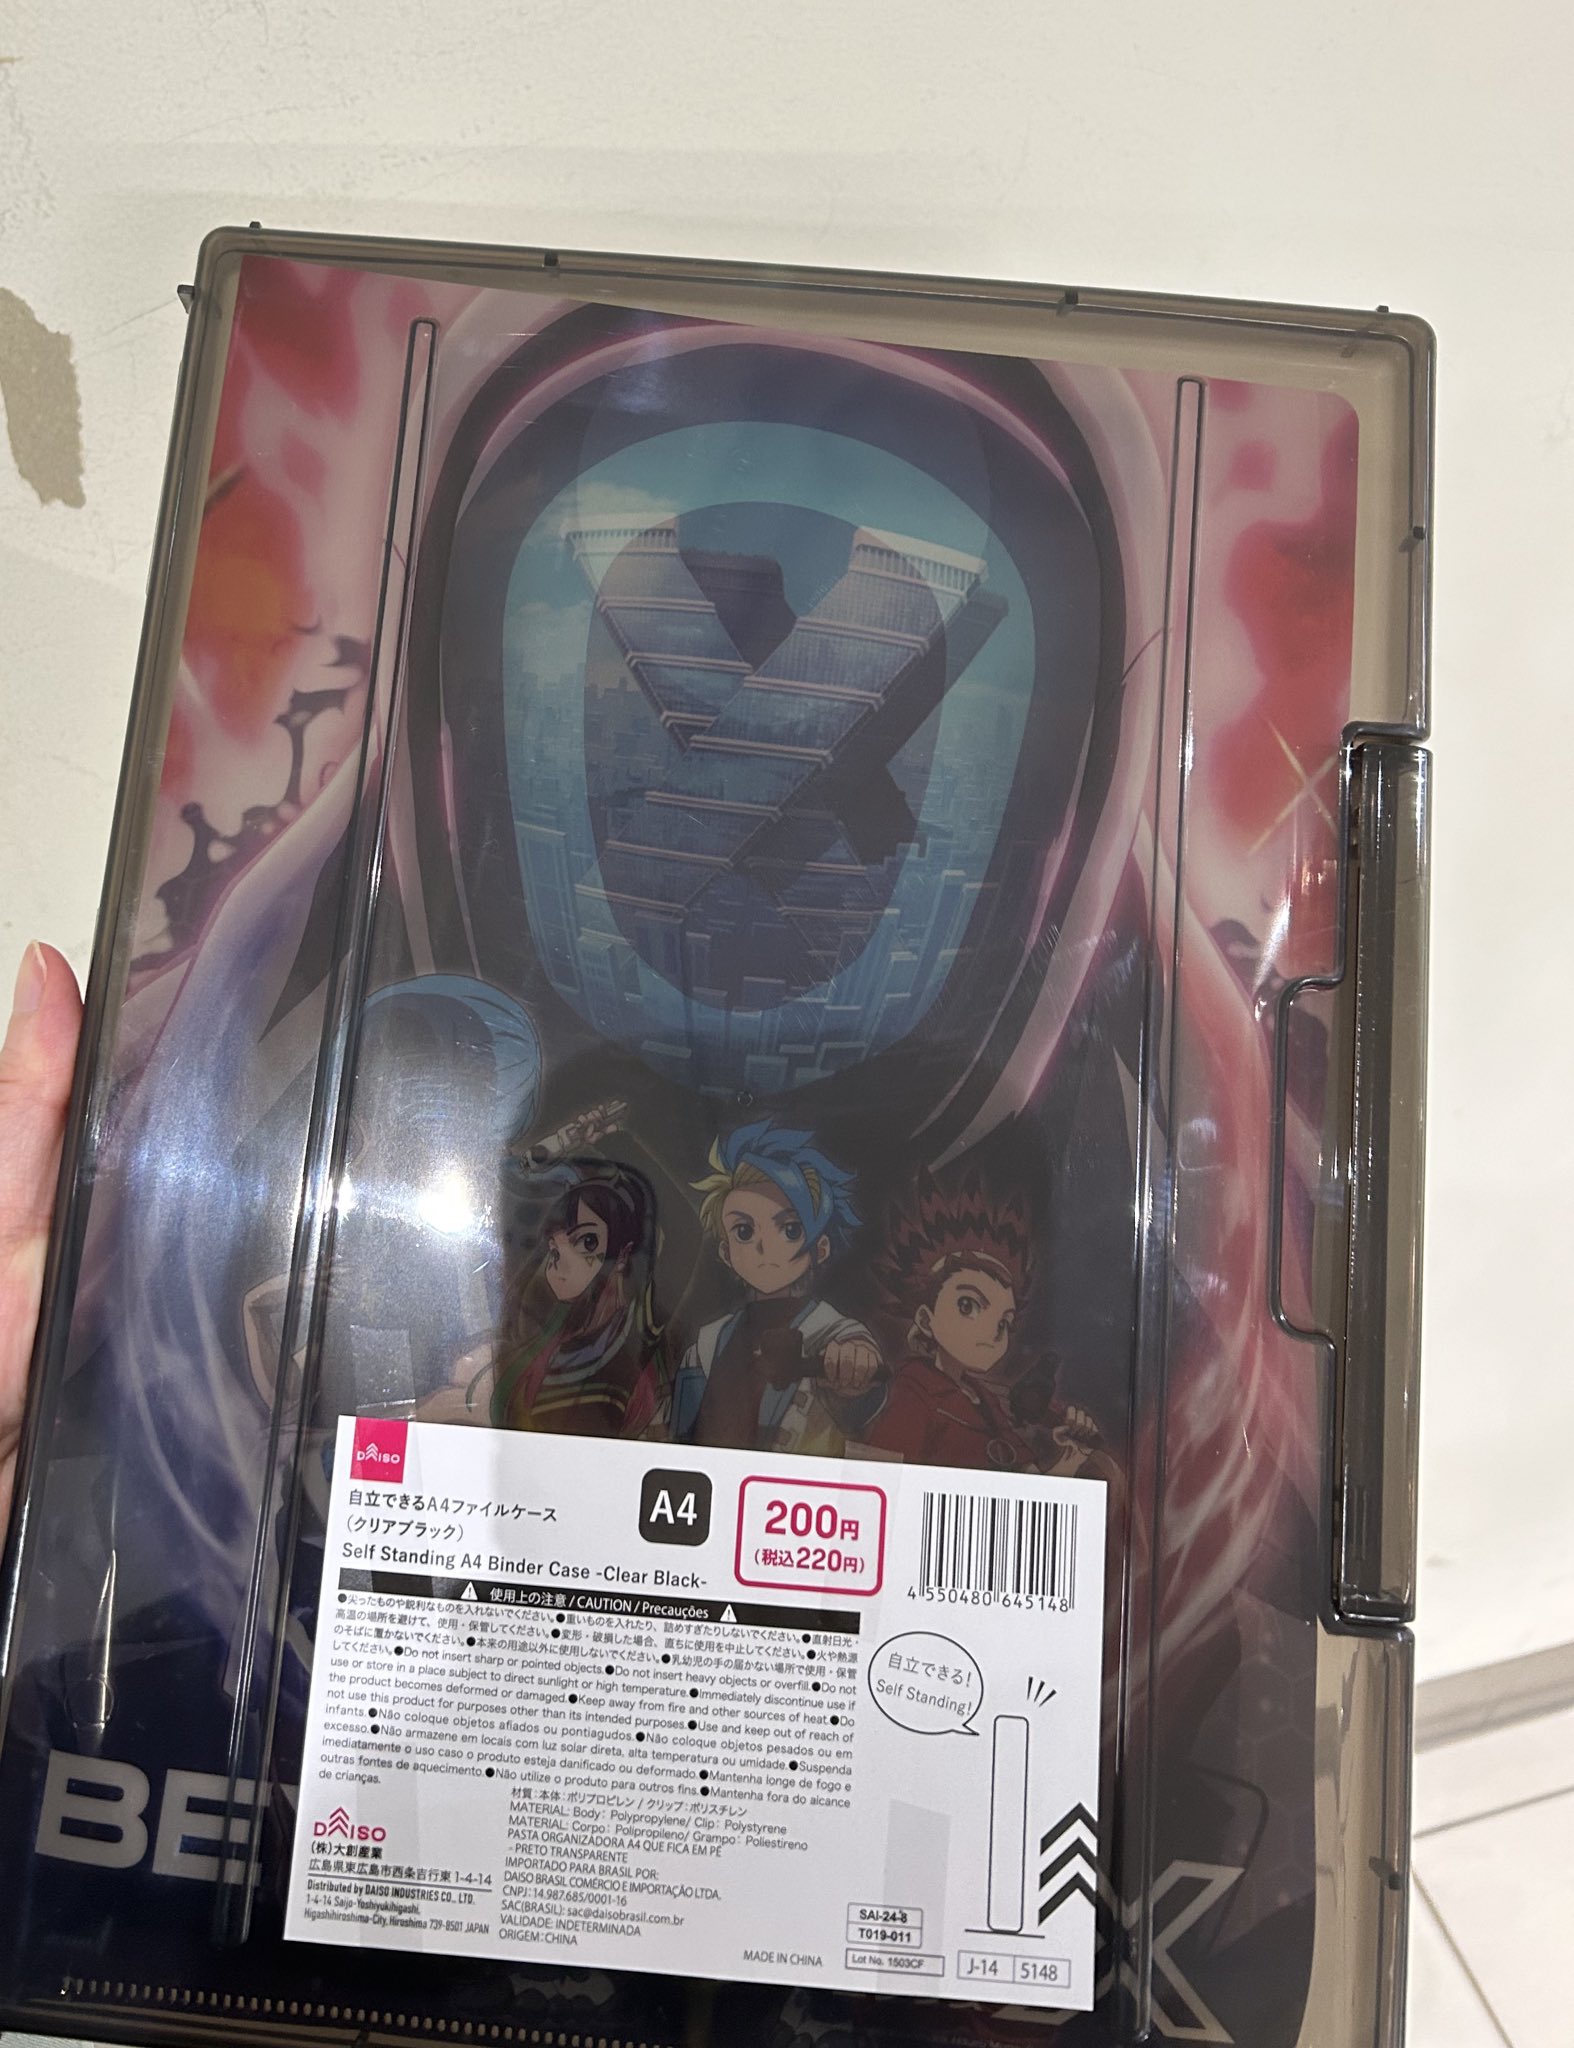 DAISO
自立できるA4ファイルケース
(クリアブラック)
Self Standing A4 Binder Case -Clear Black-
A4
200円
(税込220円)
4 550480 645148
使用上の注意 / CAUTION / Precauções
●尖ったものや鋭利なものを入れないでください。●重いものを入れたり、詰めすぎたりしないでください。●直射日光・
高温の場所を避けて、使用・保管してください。●変形・破損した場合、直ちに使用を中止してください。●火や熱源
のそばに置かないでください。●本来の用途以外に使用しないでください。●乳幼児の手の届かない場所で使用・保管
してください。●Do not insert sharp or pointed objects.●Do not insert heavy objects or overfill.●Do not
use or store in a place subject to direct sunlight or high temperature.●Immediately discontinue use if
the product becomes deformed or damaged.●Keep away from fire and other sources of heat.●Do
not use this product for purposes other than its intended purposes.●Use and keep out of reach of
infants.●Não coloque objetos afiados ou pontiagudos.●Não coloque objetos pesados ou em
excesso.●Não armazene em locais com luz solar direta, alta temperatura ou umidade.●Suspenda
imediatamente o uso caso o produto esteja danificado ou deformado.●Mantenha longe de fogo e
outras fontes de aquecimento.●Não utilize o produto para outros fins.●Mantenha fora do alcance
de crianças.
自立できる!
Self Standing!
材質:本体:ポリプロピレン / クリップ:ポリスチレン
MATERIAL: Body: Polypropylene/ Clip: Polystyrene
MATERIAL: Corpo: Polipropileno/ Grampo: Poliestireno
PASTA ORGANIZADORA A4 QUE FICA EM PÉ
- PRETO TRANSPARENTE
IMPORTADO PARA BRASIL POR:
DAISO BRASIL COMÉRCIO E IMPORTAÇÃO LTDA.
CNPJ: 14.987.685/0001-16
SAC(BRASIL): sac@daisobrasil.com.br
VALIDADE: INDETERMINADA
ORIGEM: CHINA
DAISO
(株)大創産業
広島県東広島市西条吉行東 1-4-14
Distributed by DAISO INDUSTRIES CO., LTD.
1-4-14 Saijo-Yoshiyukihigashi,
Higashihiroshima-City, Hiroshima 739-8501 JAPAN
MADE IN CHINA
SAI-24-8
T019-011
Lot No. 1503CF
J-14 5148
BE
X